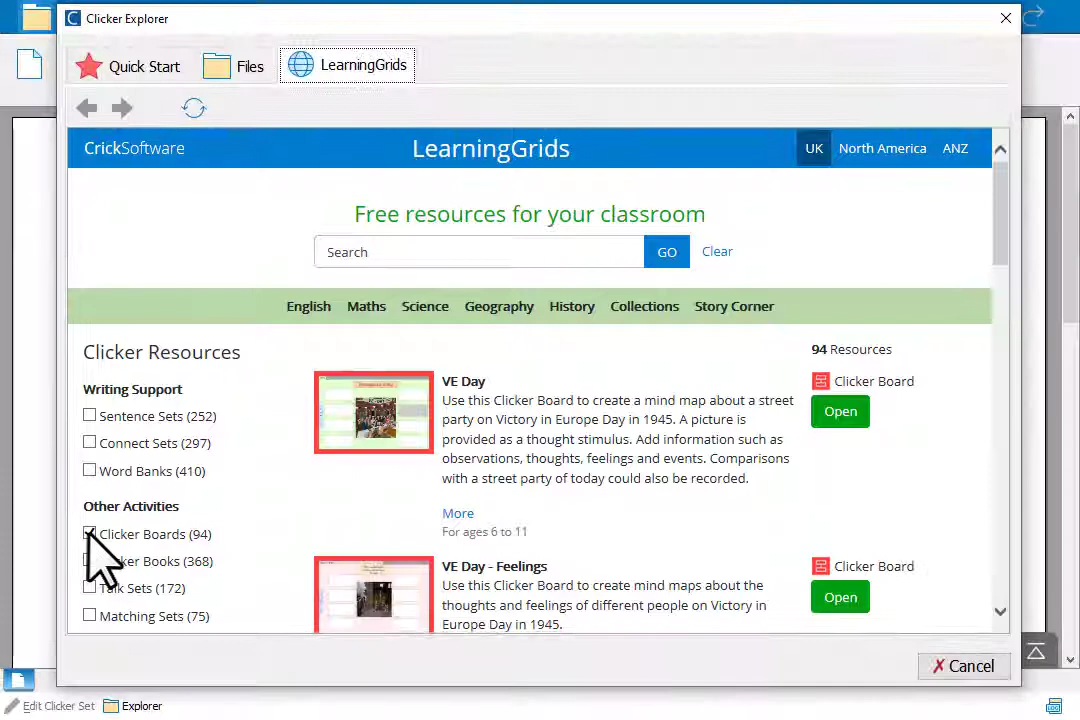 Clicker Explorer
Quick Start
Files
LearningGrids
CrickSoftware
LearningGrids
UK
North America
ANZ
Free resources for your classroom
Search
GO
Clear
English
Maths
Science
Geography
History
Collections
Story Corner
Clicker Resources
94 Resources
Writing Support
Sentence Sets (252)
Connect Sets (297)
Word Banks (410)
Other Activities
Clicker Boards (94)
ker Books (368)
Talk Sets (172)
Matching Sets (75)
VE Day
Use this Clicker Board to create a mind map about a street
party on Victory in Europe Day in 1945. A picture is
provided as a thought stimulus. Add information such as
observations, thoughts, feelings and events. Comparisons
with a street party of today could also be recorded.
More
For ages 6 to 11
Clicker Board
Open
VE Day - Feelings
Use this Clicker Board to create mind maps about the
thoughts and feelings of different people on Victory in
Europe Day in 1945.
Clicker Board
Open
Cancel
Edit Clicker Set
Explorer